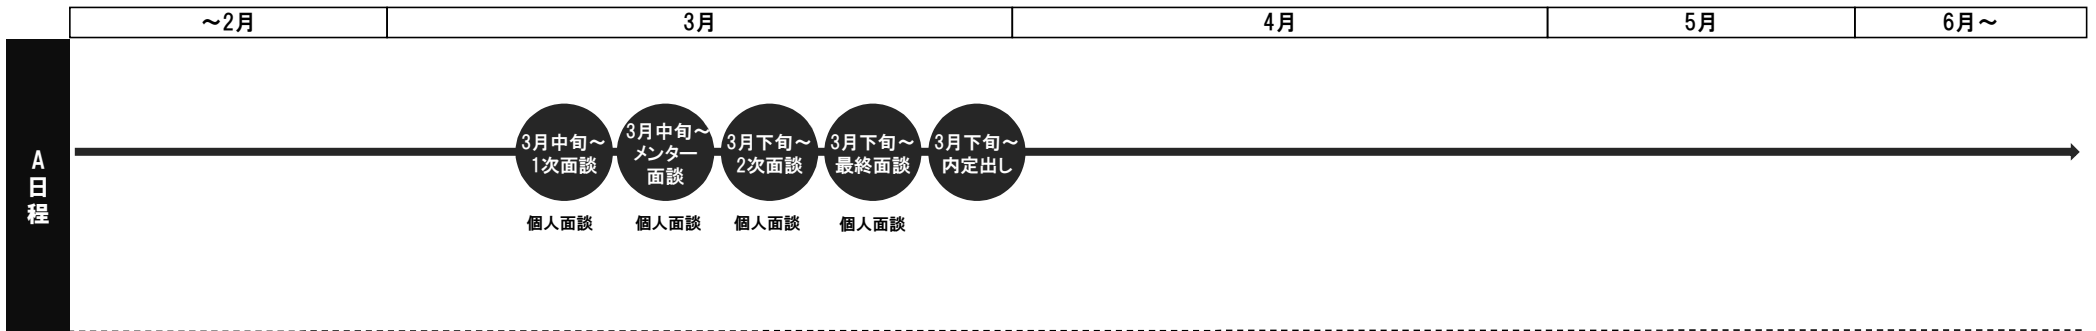 ～2月
3月
4月
5月
6月～
A日程
3月中旬～
1次面談
3月中旬～
メンター
面談
3月下旬～
2次面談
3月下旬～
最終面談
3月下旬～
内定出し
個人面談
個人面談
個人面談
個人面談